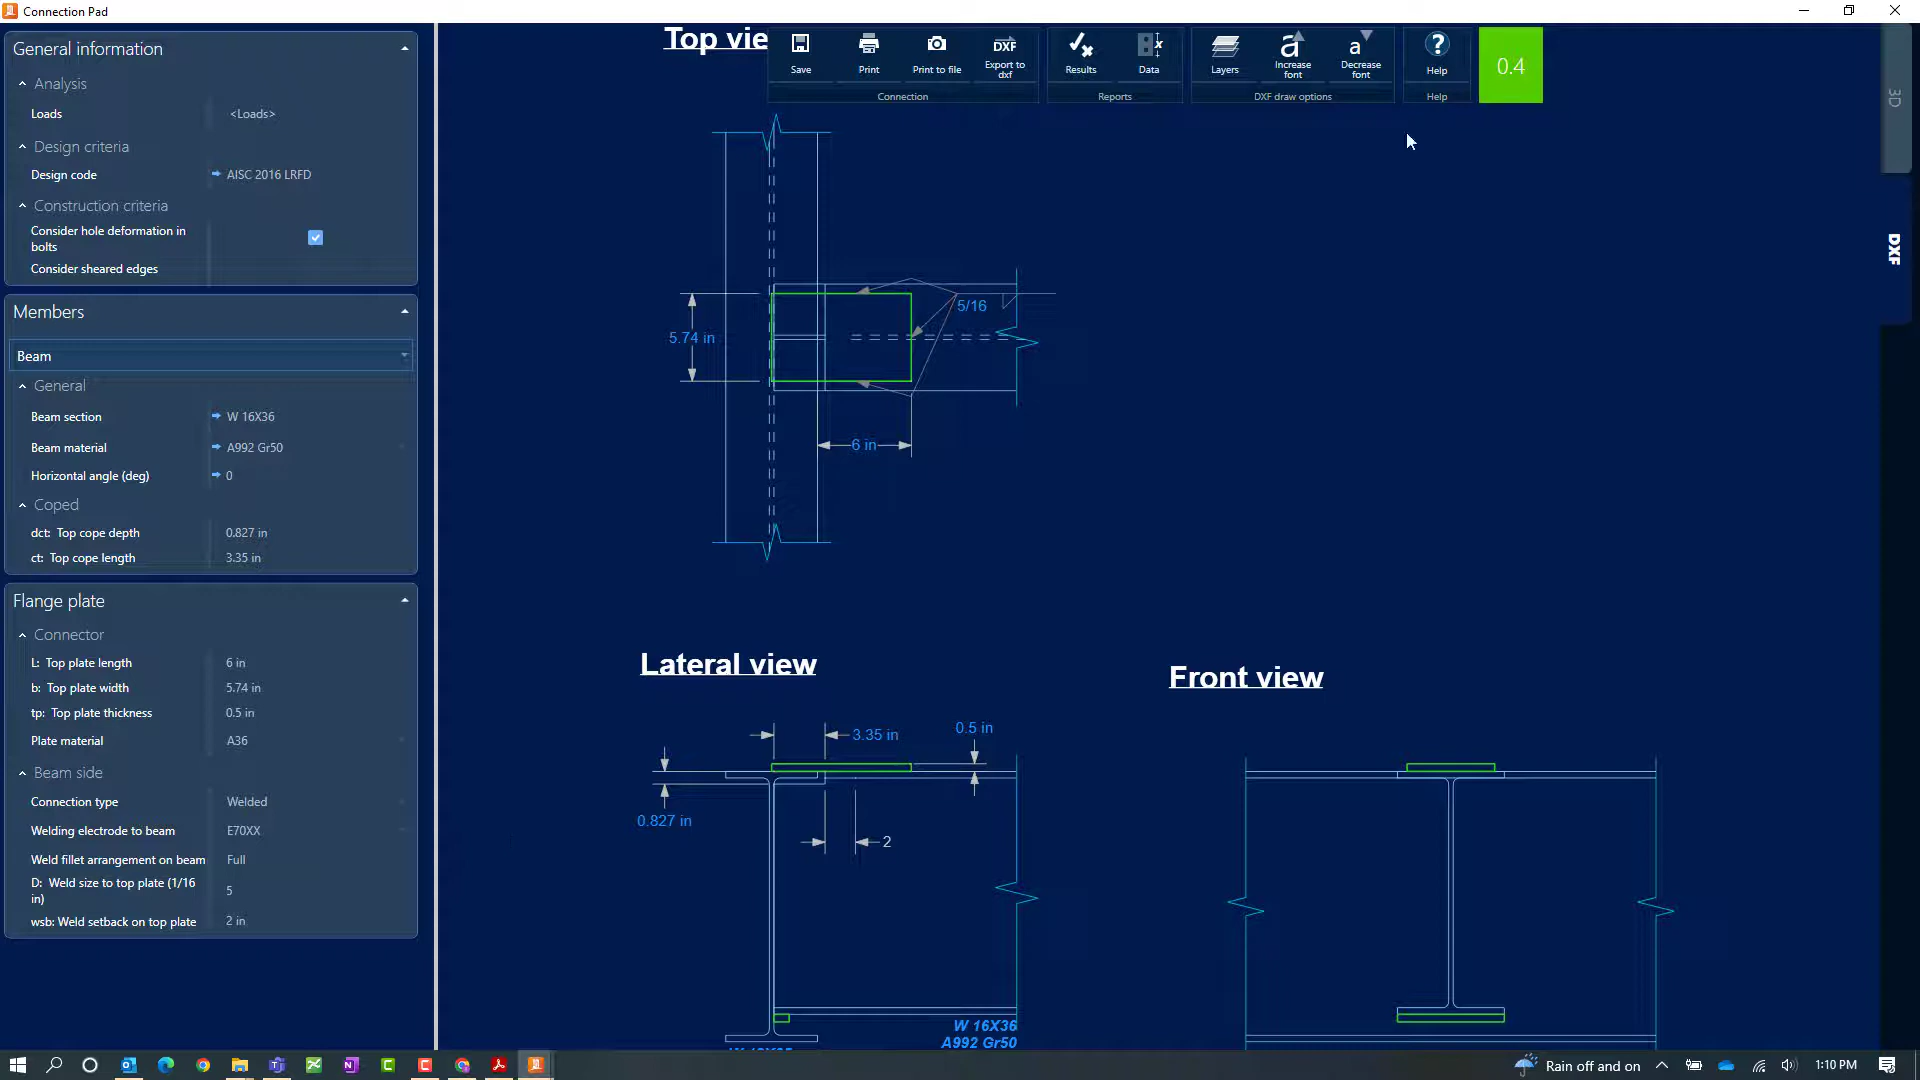 Connection Pad
General information
Analysis
Loads <Loads>
Design criteria
Design code AISC 2016 LRFD
Construction criteria
Consider hole deformation in
bolts
Consider sheared edges
Members
Beam
General
Beam section W 16X36
Beam material A992 Gr50
Horizontal angle (deg) 0
Coped
dct: Top cope depth 0.827 in
ct: Top cope length 3.35 in
Flange plate
Connector
L: Top plate length 6 in
b: Top plate width 5.74 in
tp: Top plate thickness 0.5 in
Plate material A36
Beam side
Connection type Welded
Welding electrode to beam E70XX
Weld fillet arrangement on beam Full
D: Weld size to top plate (1/16
in) 5
wsb: Weld setback on top plate 2 in
Save
Print
Print to file
DXF
Export to
dxf
Connection
Results
Data
Reports
Layers
a
Increase
font
a
Decrease
font
DXF draw options
?
Help
Help
0.4
3D
DXF
5/16
5.74 in
6 in
Lateral view
Front view
3.35 in
0.5 in
0.827 in
2
W 16X36
A992 Gr50
Rain off and on
1:10 PM